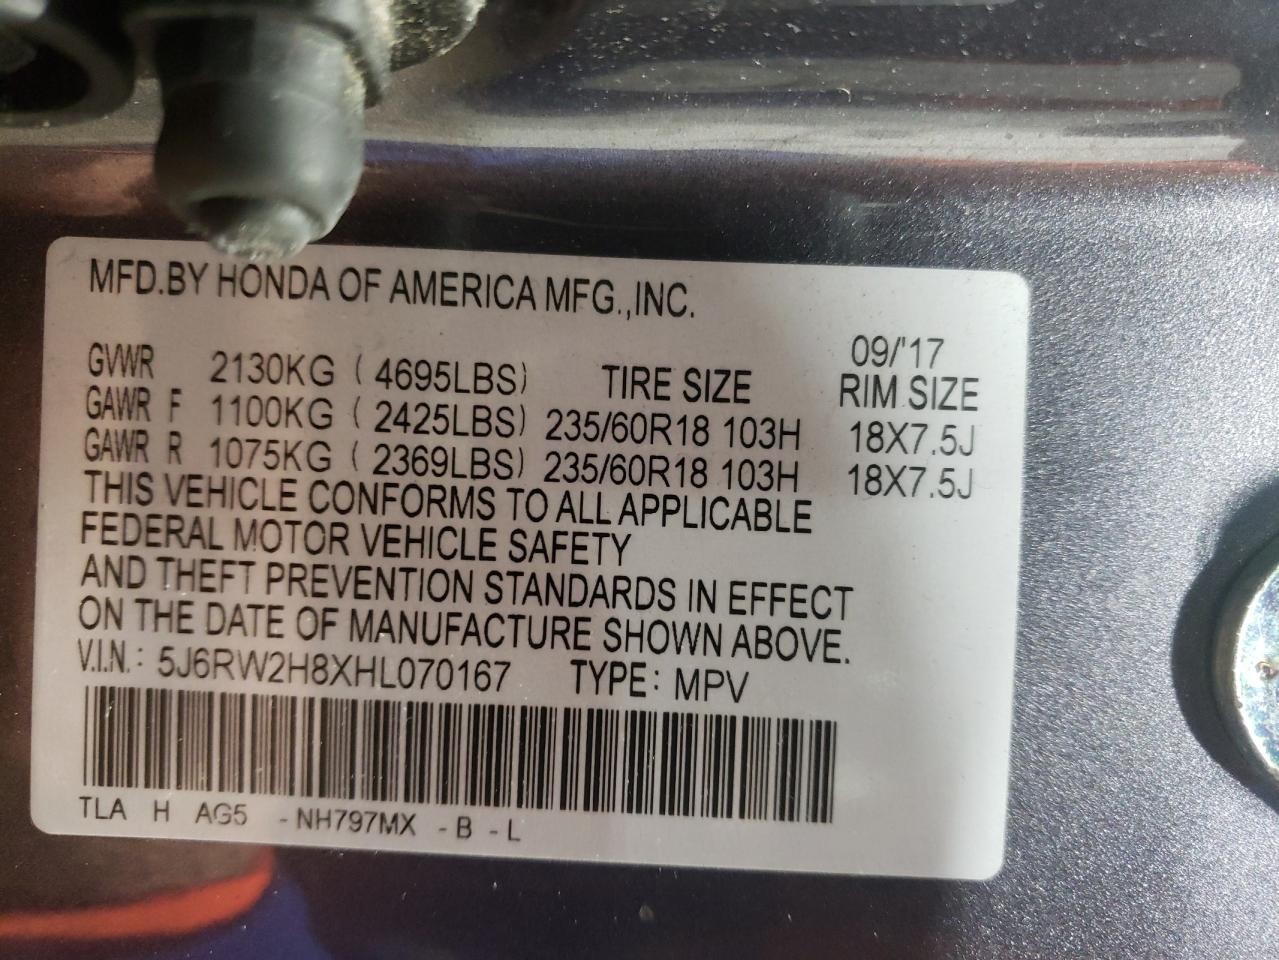 MFD.BY HONDA OF AMERICA MFG.,INC.
09/'17
GVWR 2130KG ( 4695LBS) TIRE SIZE RIM SIZE
GAWR F 1100KG ( 2425LBS) 235/60R18 103H 18X7.5J
GAWR R 1075KG ( 2369LBS) 235/60R18 103H 18X7.5J
THIS VEHICLE CONFORMS TO ALL APPLICABLE
FEDERAL MOTOR VEHICLE SAFETY
AND THEFT PREVENTION STANDARDS IN EFFECT
ON THE DATE OF MANUFACTURE SHOWN ABOVE.
V.I.N.: 5J6RW2H8XHL070167 TYPE: MPV
TLA H AG5 -NH797MX -B -L